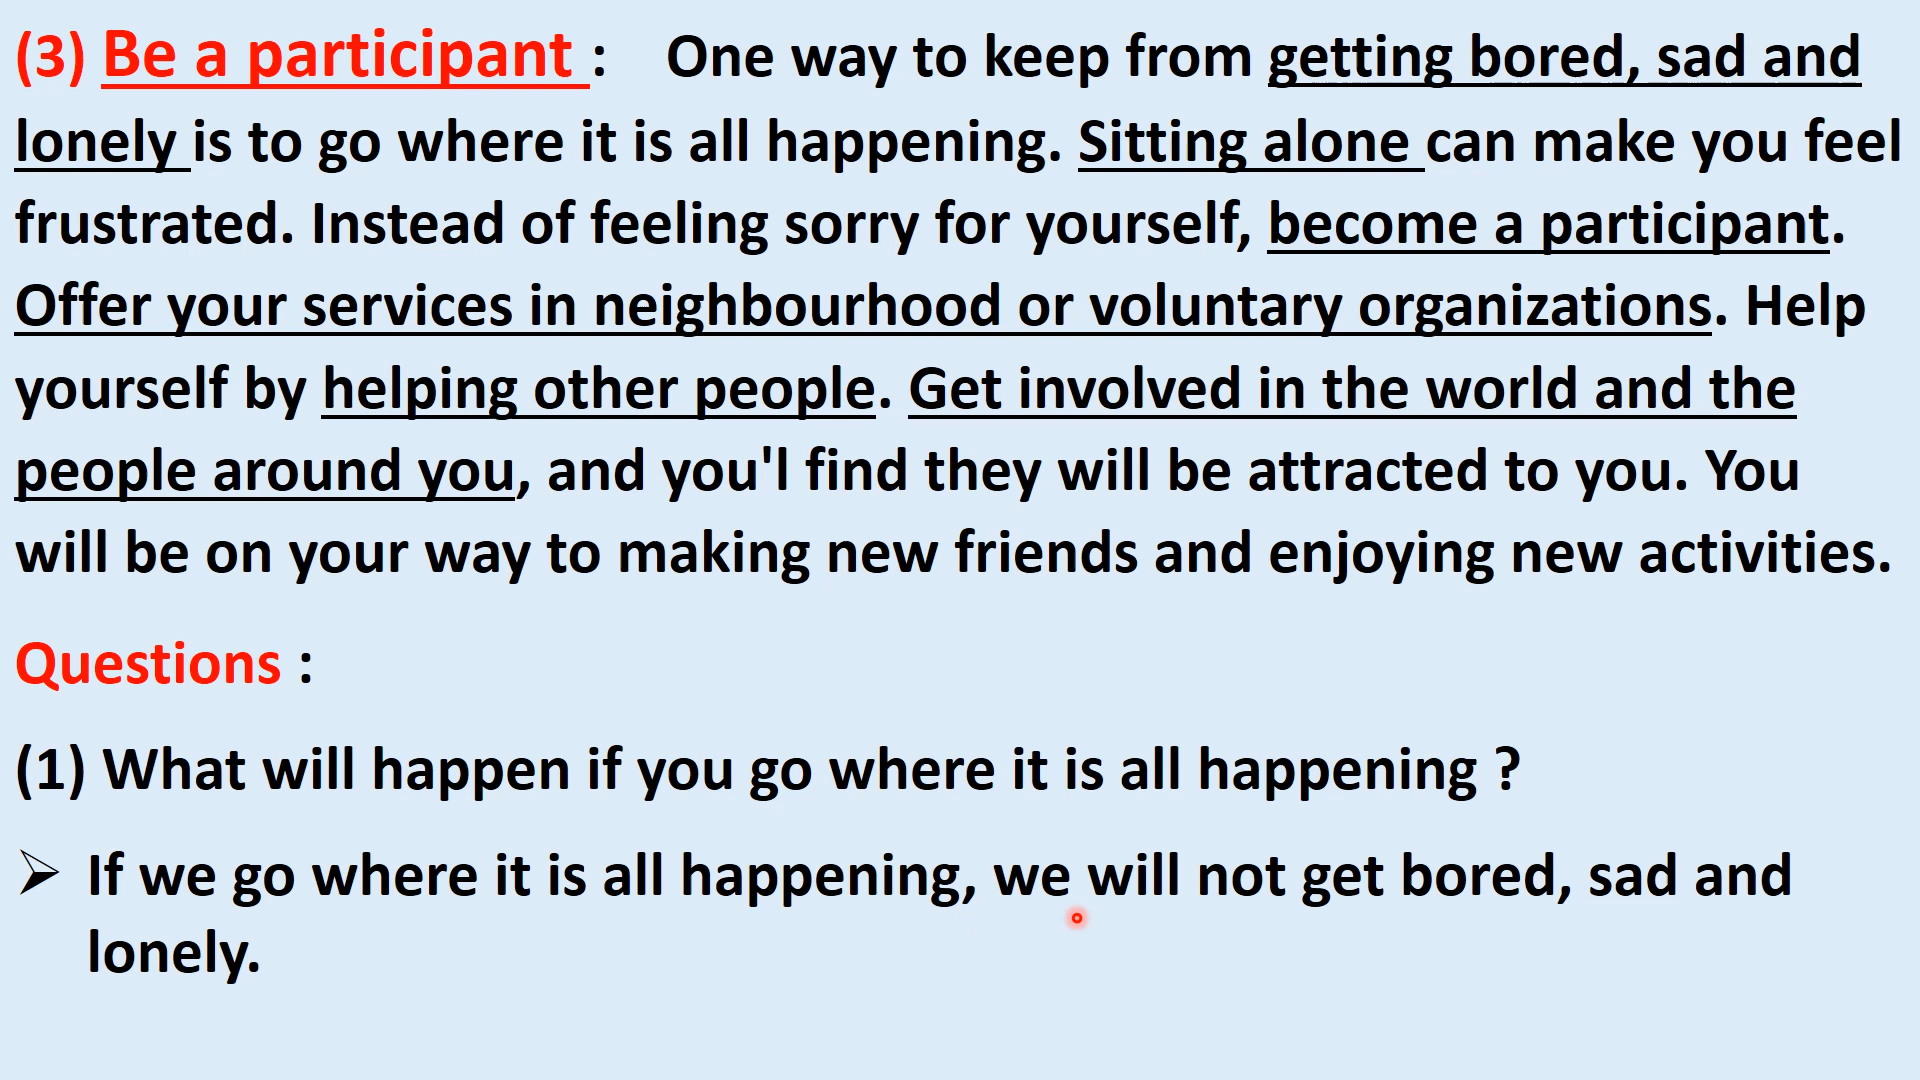 (3) Be a participant : One way to keep from getting bored, sad and
lonely is to go where it is all happening. Sitting alone can make you feel
frustrated. Instead of feeling sorry for yourself, become a participant.
Offer your services in neighbourhood or voluntary organizations. Help
yourself by helping other people. Get involved in the world and the
people around you, and you'l find they will be attracted to you. You
will be on your way to making new friends and enjoying new activities.
Questions :
(1) What will happen if you go where it is all happening ?
➢ If we go where it is all happening, we will not get bored, sad and
lonely.